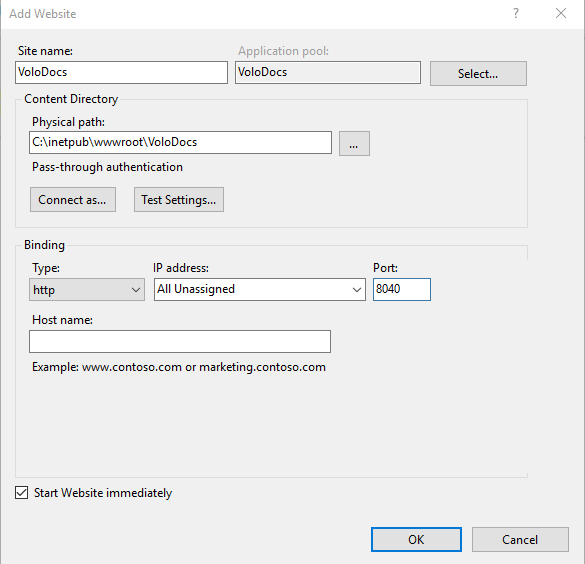 Add Website
?
Site name:
Application pool:
VoloDocs
VoloDocs
Select...
Content Directory
Physical path:
C:\inetpub\wwwroot\VoloDocs
...
Pass-through authentication
Connect as...
Test Settings...
Binding
Type:
IP address:
Port:
http
All Unassigned
8040
Host name:
Example: www.contoso.com or marketing.contoso.com
Start Website immediately
OK
Cancel